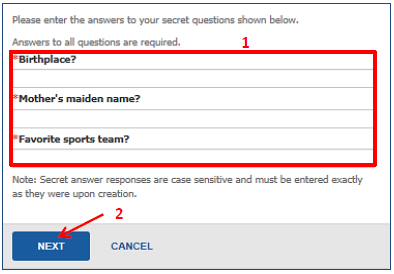 Please enter the answers to your secret questions shown below.
Answers to all questions are required.
1
*Birthplace?
*Mother's maiden name?
*Favorite sports team?
Note: Secret answer responses are case sensitive and must be entered exactly
as they were upon creation.
2
NEXT CANCEL